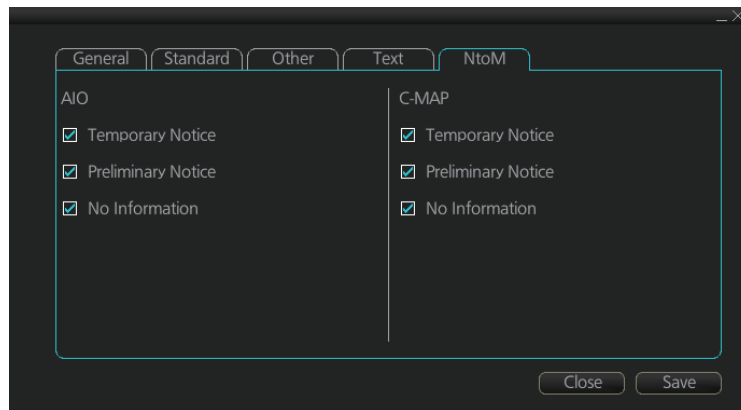 General Standard Other Text NtoM
AIO
Temporary Notice
Preliminary Notice
No Information
C-MAP
Temporary Notice
Preliminary Notice
No Information
Close Save